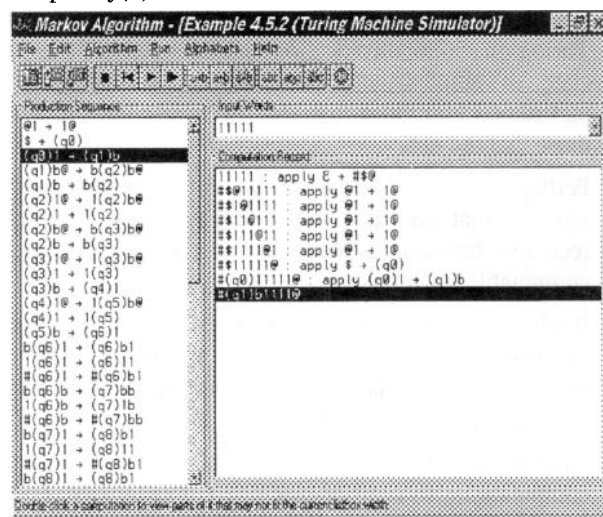 Markov Algorithm - [Example 4.5.2 (Turing Machine Simulator)]
File Edit Algorithm Run Alphabets Help
Production Sequence
@1 → 1@
$ → (q0)
(q0)1 → (q1)b
(q1)b@ → b(q2)b@
(q1)b → b(q2)
(q2)1@ → 1(q2)b@
(q2)1 → 1(q2)
(q2)b@ → b(q3)b@
(q2)b → b(q3)
(q3)1@ → 1(q3)b@
(q3)1 → 1(q3)
(q3)b → (q4)1
(q4)1@ → 1(q5)b@
(q4)1 → 1(q5)
(q5)b → (q6)1
b(q6)1 → (q6)b1
1(q6)1 → (q6)11
#(q6)1 → #(q6)b1
b(q6)b → (q7)bb
1(q6)b → (q7)1b
#(q6)b → #(q7)bb
b(q7)1 → (q8)b1
1(q7)1 → (q8)11
#(q7)1 → #(q8)b1
b(q8)1 → (q8)b1
Input Word:
11111
Computation Record
11111 : apply ε → #$@
#$@11111 : apply @1 → 1@
#$1@1111 : apply @1 → 1@
#$11@111 : apply @1 → 1@
#$111@11 : apply @1 → 1@
#$1111@1 : apply @1 → 1@
#$11111@ : apply $ → (q0)
#(q0)11111@ : apply (q0)1 → (q1)b
#(q1)b1111@
Double-click a computation to view parts of it that may not fit the current listbox width